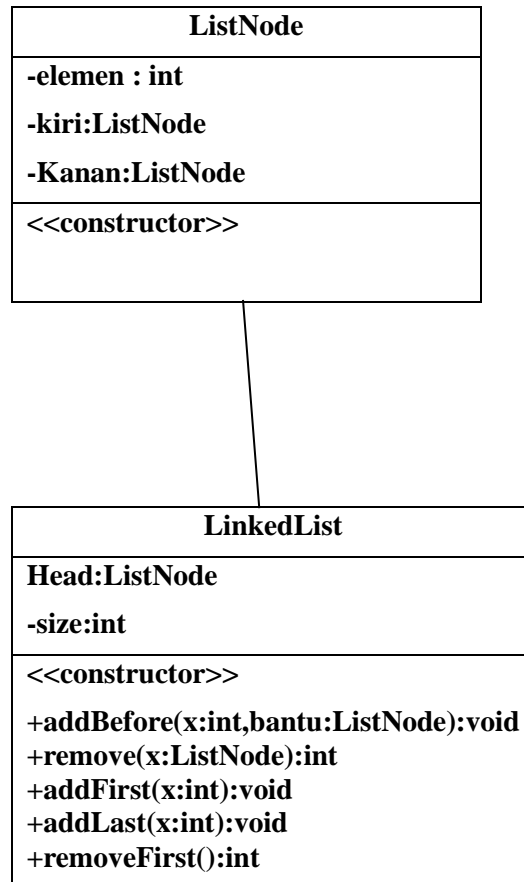 ListNode
-elemen : int
-kiri:ListNode
-Kanan:ListNode
<<constructor>>
LinkedList
Head:ListNode
-size:int
<<constructor>>
+addBefore(x:int,bantu:ListNode):void
+remove(x:ListNode):int
+addFirst(x:int):void
+addLast(x:int):void
+removeFirst():int